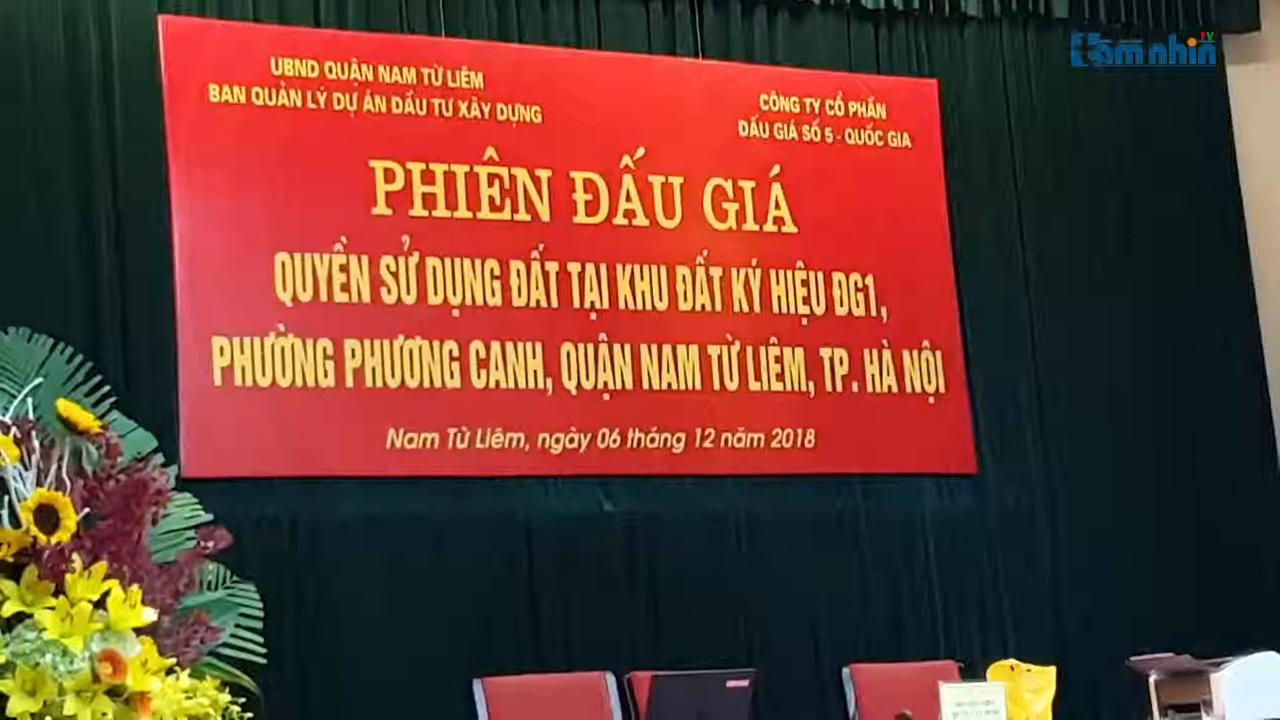 UBND QUẬN NAM TỪ LIÊM
BAN QUẢN LÝ DỰ ÁN ĐẦU TƯ XÂY DỰNG
CÔNG TY CỔ PHẦN
ĐẤU GIÁ SỐ 5 - QUỐC GIA
PHIÊN ĐẤU GIÁ
QUYỀN SỬ DỤNG ĐẤT TẠI KHU ĐẤT KÝ HIỆU ĐG1,
PHƯỜNG PHƯƠNG CANH, QUẬN NAM TỪ LIÊM, TP. HÀ NỘI
Nam Từ Liêm, ngày 06 tháng 12 năm 2018
Tầm nhìn TV